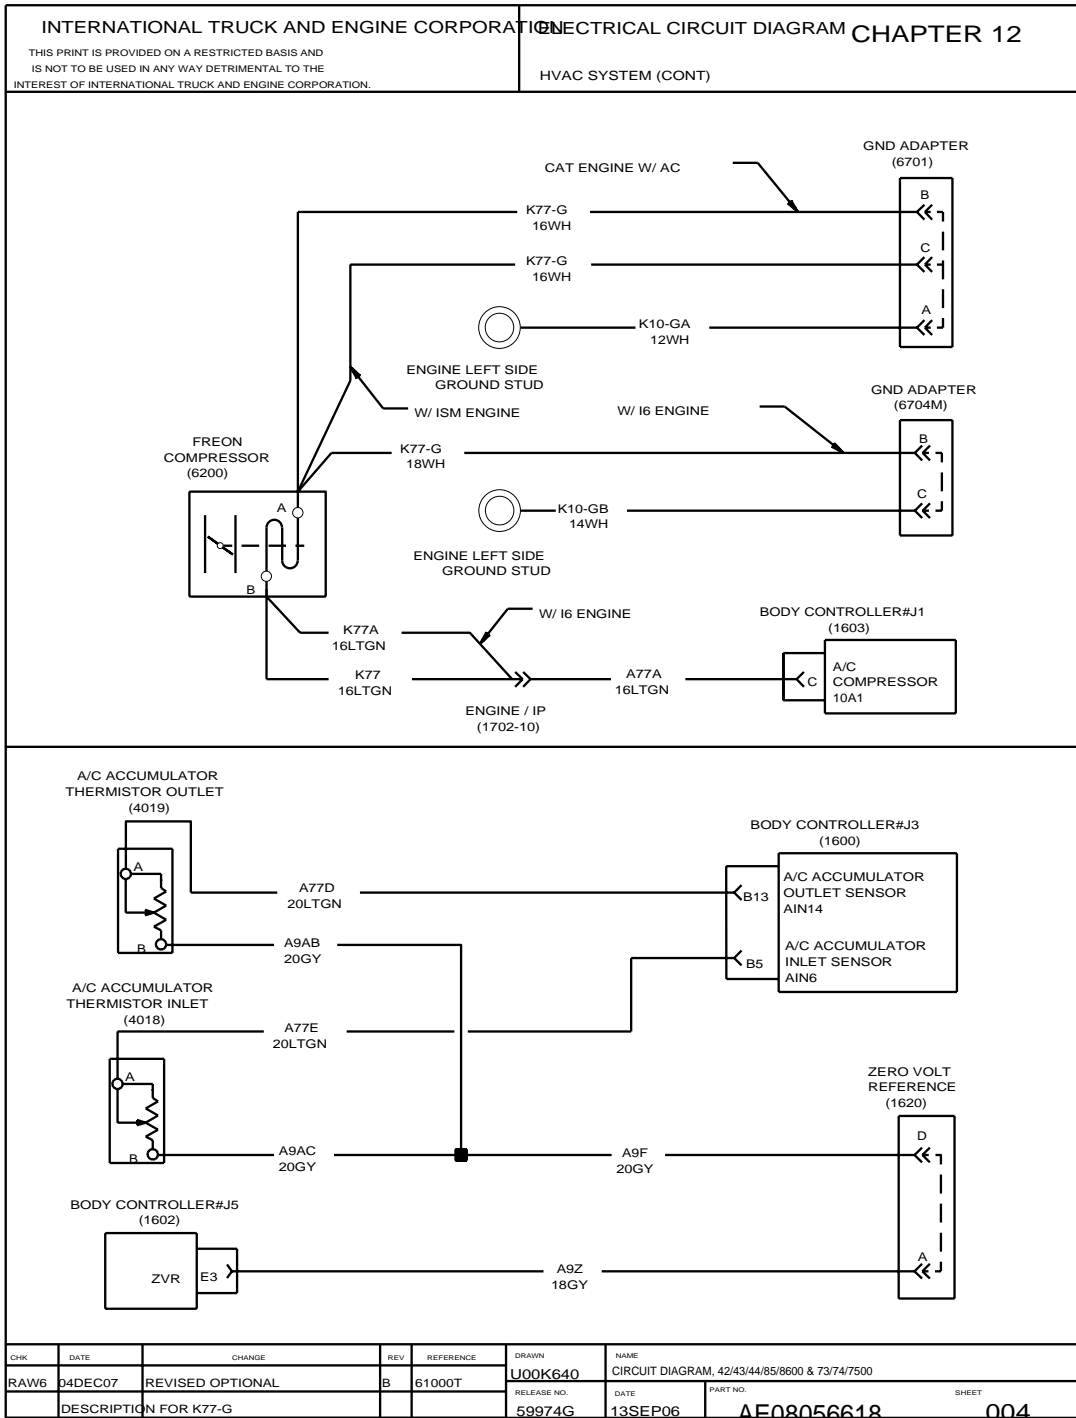 INTERNATIONAL TRUCK AND ENGINE CORPORATION
THIS PRINT IS PROVIDED ON A RESTRICTED BASIS AND
IS NOT TO BE USED IN ANY WAY DETRIMENTAL TO THE
INTEREST OF INTERNATIONAL TRUCK AND ENGINE CORPORATION.
ELECTRICAL CIRCUIT DIAGRAM
CHAPTER 12
HVAC SYSTEM (CONT)
GND ADAPTER
(6701)
CAT ENGINE W/ AC
B
K77-G
16WH
C
K77-G
16WH
A
K10-GA
12WH
ENGINE LEFT SIDE
GROUND STUD
W/ ISM ENGINE
GND ADAPTER
(6704M)
W/ I6 ENGINE
B
K77-G
18WH
FREON
COMPRESSOR
(6200)
A
B
C
K10-GB
14WH
ENGINE LEFT SIDE
GROUND STUD
W/ I6 ENGINE
K77A
16LTGN
K77
16LTGN
ENGINE / IP
(1702-10)
A77A
16LTGN
BODY CONTROLLER#J1
(1603)
C
A/C
COMPRESSOR
10A1
A/C ACCUMULATOR
THERMISTOR OUTLET
(4019)
A
B
A77D
20LTGN
A9AB
20GY
BODY CONTROLLER#J3
(1600)
B13
A/C ACCUMULATOR
OUTLET SENSOR
AIN14
B5
A/C ACCUMULATOR
INLET SENSOR
AIN6
A/C ACCUMULATOR
THERMISTOR INLET
(4018)
A
B
A77E
20LTGN
A9AC
20GY
A9F
20GY
ZERO VOLT
REFERENCE
(1620)
D
A
BODY CONTROLLER#J5
(1602)
ZVR
E3
A9Z
18GY
CHK
DATE
CHANGE
REV
REFERENCE
RAW6
04DEC07
REVISED OPTIONAL
B
61000T
DESCRIPTION FOR K77-G
DRAWN
U00K640
NAME
CIRCUIT DIAGRAM, 42/43/44/85/8600 & 73/74/7500
RELEASE NO.
59974G
DATE
13SEP06
PART NO.
AE08056618
SHEET
004